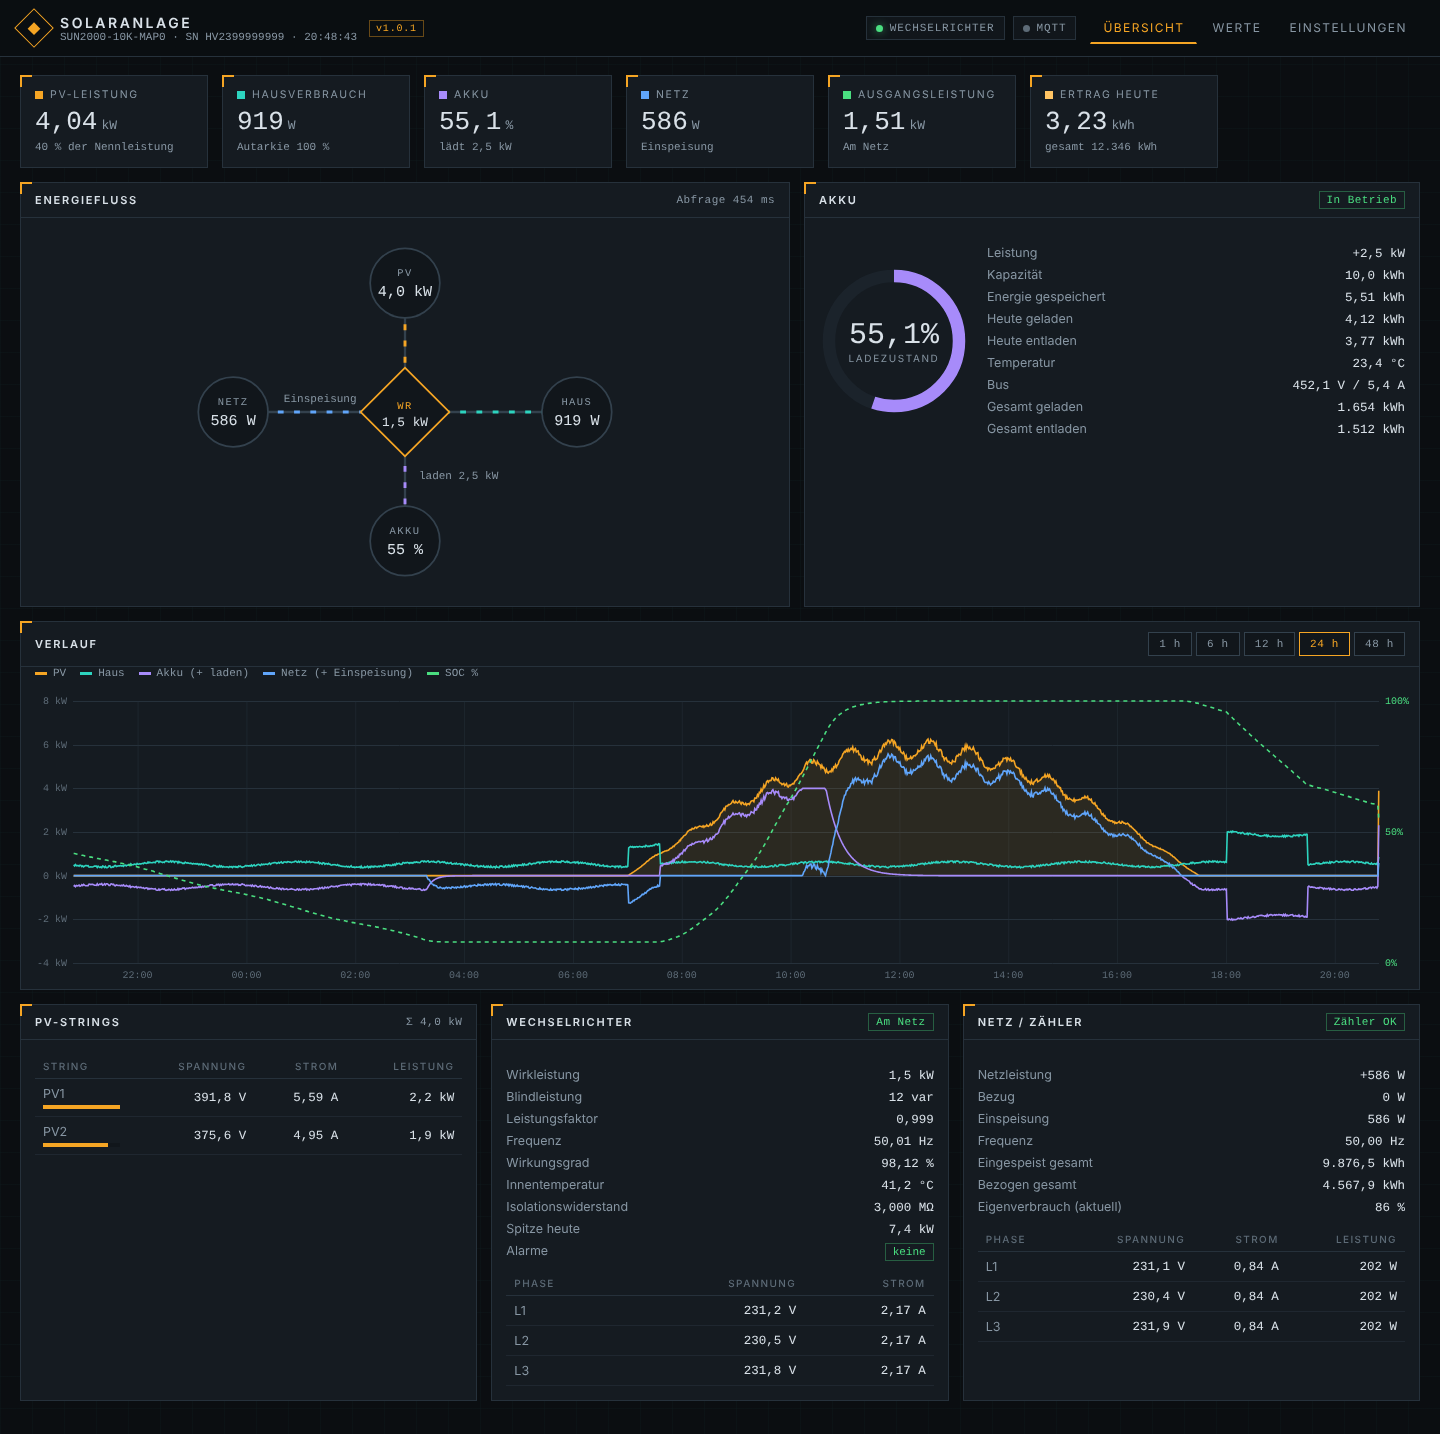 SOLARANLAGE
SUN2000-10K-MAP0 · SN HV2399999999 · 20:48:43
v1.0.1
WECHSELRICHTER
MQTT
ÜBERSICHT
WERTE
EINSTELLUNGEN
PV-LEISTUNG
4,04 kW
40 % der Nennleistung
HAUSVERBRAUCH
919 W
Autarkie 100 %
AKKU
55,1 %
lädt 2,5 kW
NETZ
586 W
Einspeisung
AUSGANGSLEISTUNG
1,51 kW
Am Netz
ERTRAG HEUTE
3,23 kWh
gesamt 12.346 kWh
ENERGIEFLUSS
Abfrage 454 ms
PV
4,0 kW
NETZ
586 W
Einspeisung
WR
1,5 kW
HAUS
919 W
laden 2,5 kW
AKKU
55 %
AKKU
In Betrieb
55,1%
LADEZUSTAND
Leistung +2,5 kW
Kapazität 10,0 kWh
Energie gespeichert 5,51 kWh
Heute geladen 4,12 kWh
Heute entladen 3,77 kWh
Temperatur 23,4 °C
Bus 452,1 V / 5,4 A
Gesamt geladen 1.654 kWh
Gesamt entladen 1.512 kWh
VERLAUF
1 h 6 h 12 h 24 h 48 h
PV Haus Akku (+ laden) Netz (+ Einspeisung) SOC %
8 kW 100%
6 kW
4 kW
2 kW 50%
0 kW
-2 kW
-4 kW 0%
22:00 00:00 02:00 04:00 06:00 08:00 10:00 12:00 14:00 16:00 18:00 20:00
PV-STRINGS
Σ 4,0 kW
STRING SPANNUNG STROM LEISTUNG
PV1 391,8 V 5,59 A 2,2 kW
PV2 375,6 V 4,95 A 1,9 kW
WECHSELRICHTER
Am Netz
Wirkleistung 1,5 kW
Blindleistung 12 var
Leistungsfaktor 0,999
Frequenz 50,01 Hz
Wirkungsgrad 98,12 %
Innentemperatur 41,2 °C
Isolationswiderstand 3,000 MΩ
Spitze heute 7,4 kW
Alarme keine
PHASE SPANNUNG STROM
L1 231,2 V 2,17 A
L2 230,5 V 2,17 A
L3 231,8 V 2,17 A
NETZ / ZÄHLER
Zähler OK
Netzleistung +586 W
Bezug 0 W
Einspeisung 586 W
Frequenz 50,00 Hz
Eingespeist gesamt 9.876,5 kWh
Bezogen gesamt 4.567,9 kWh
Eigenverbrauch (aktuell) 86 %
PHASE SPANNUNG STROM LEISTUNG
L1 231,1 V 0,84 A 202 W
L2 230,4 V 0,84 A 202 W
L3 231,9 V 0,84 A 202 W